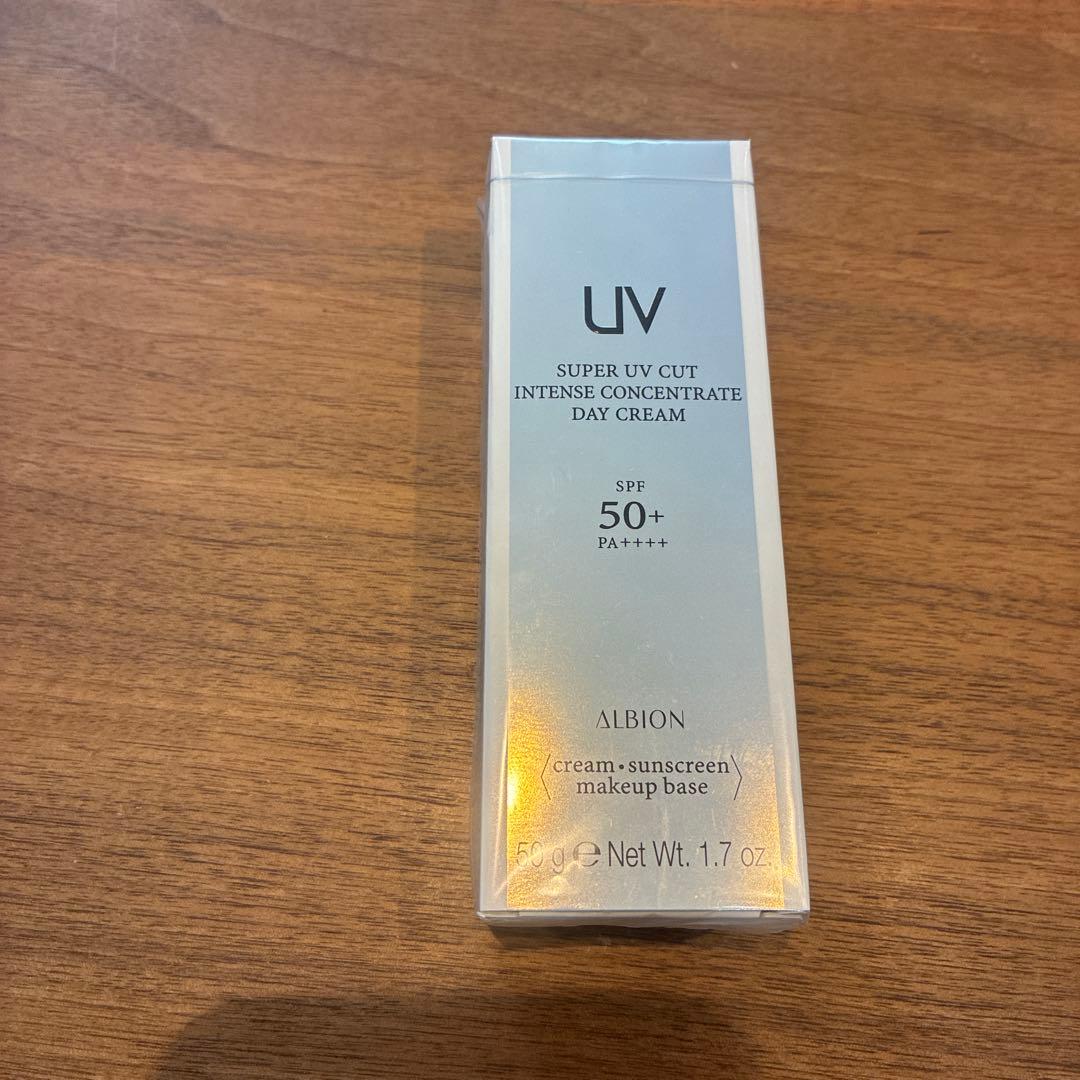 UV
SUPER UV CUT
INTENSE CONCENTRATE
DAY CREAM
SPF
50+
PA++++
ALBION
〈cream・sunscreen〉
makeup base
50 g ℮ Net Wt. 1.7 oz.